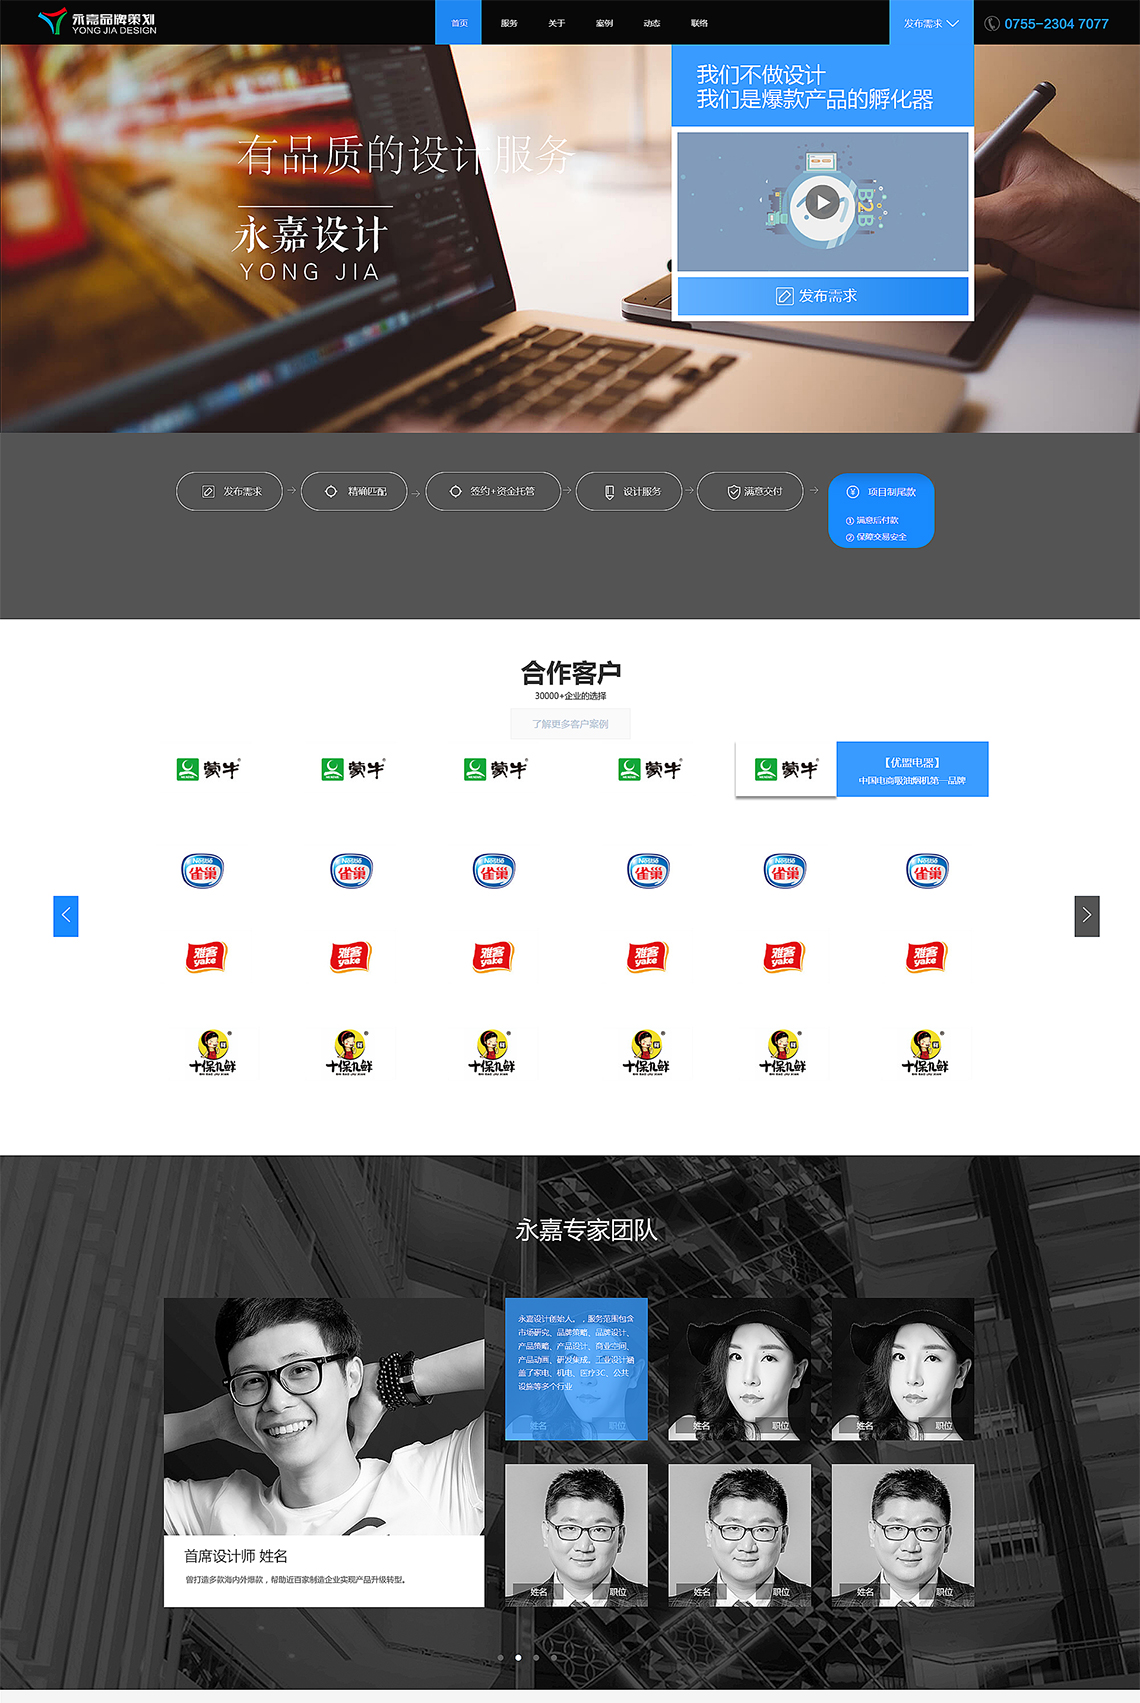 永嘉品牌策划
YONG JIA DESIGN
首页 服务 关于 案例 动态 联络
发布需求
0755-2304 7077
我们不做设计
我们是爆款产品的孵化器
有品质的设计服务
永嘉设计
YONG JIA
B2B
发布需求
发布需求 精确匹配 签约+资金托管 设计服务 满意交付 项目制尾款
① 满意后付款
② 保障交易安全
合作客户
30000+企业的选择
了解更多客户案例
蒙牛 蒙牛 蒙牛 蒙牛 蒙牛
【优盟电器】
中国电商吸油烟机第一品牌
Nestlé Nestlé Nestlé Nestlé Nestlé Nestlé
雀巢 雀巢 雀巢 雀巢 雀巢 雀巢
雅客 雅客 雅客 雅客 雅客 雅客
yake yake yake yake yake yake
十保九鲜 十保九鲜 十保九鲜 十保九鲜 十保九鲜 十保九鲜
永嘉专家团队
永嘉设计创始人。，服务范围包含
市场研究、品牌策略、品牌设计、
产品策略、产品设计、商业空间、
产品动画、研发集成。工业设计涵
盖了家电、机电、医疗3C、公共
设施等多个行业
姓名 职位 姓名 职位 姓名 职位
首席设计师 姓名
曾打造多款海内外爆款，帮助近百家制造企业实现产品升级转型。
姓名 职位 姓名 职位 姓名 职位